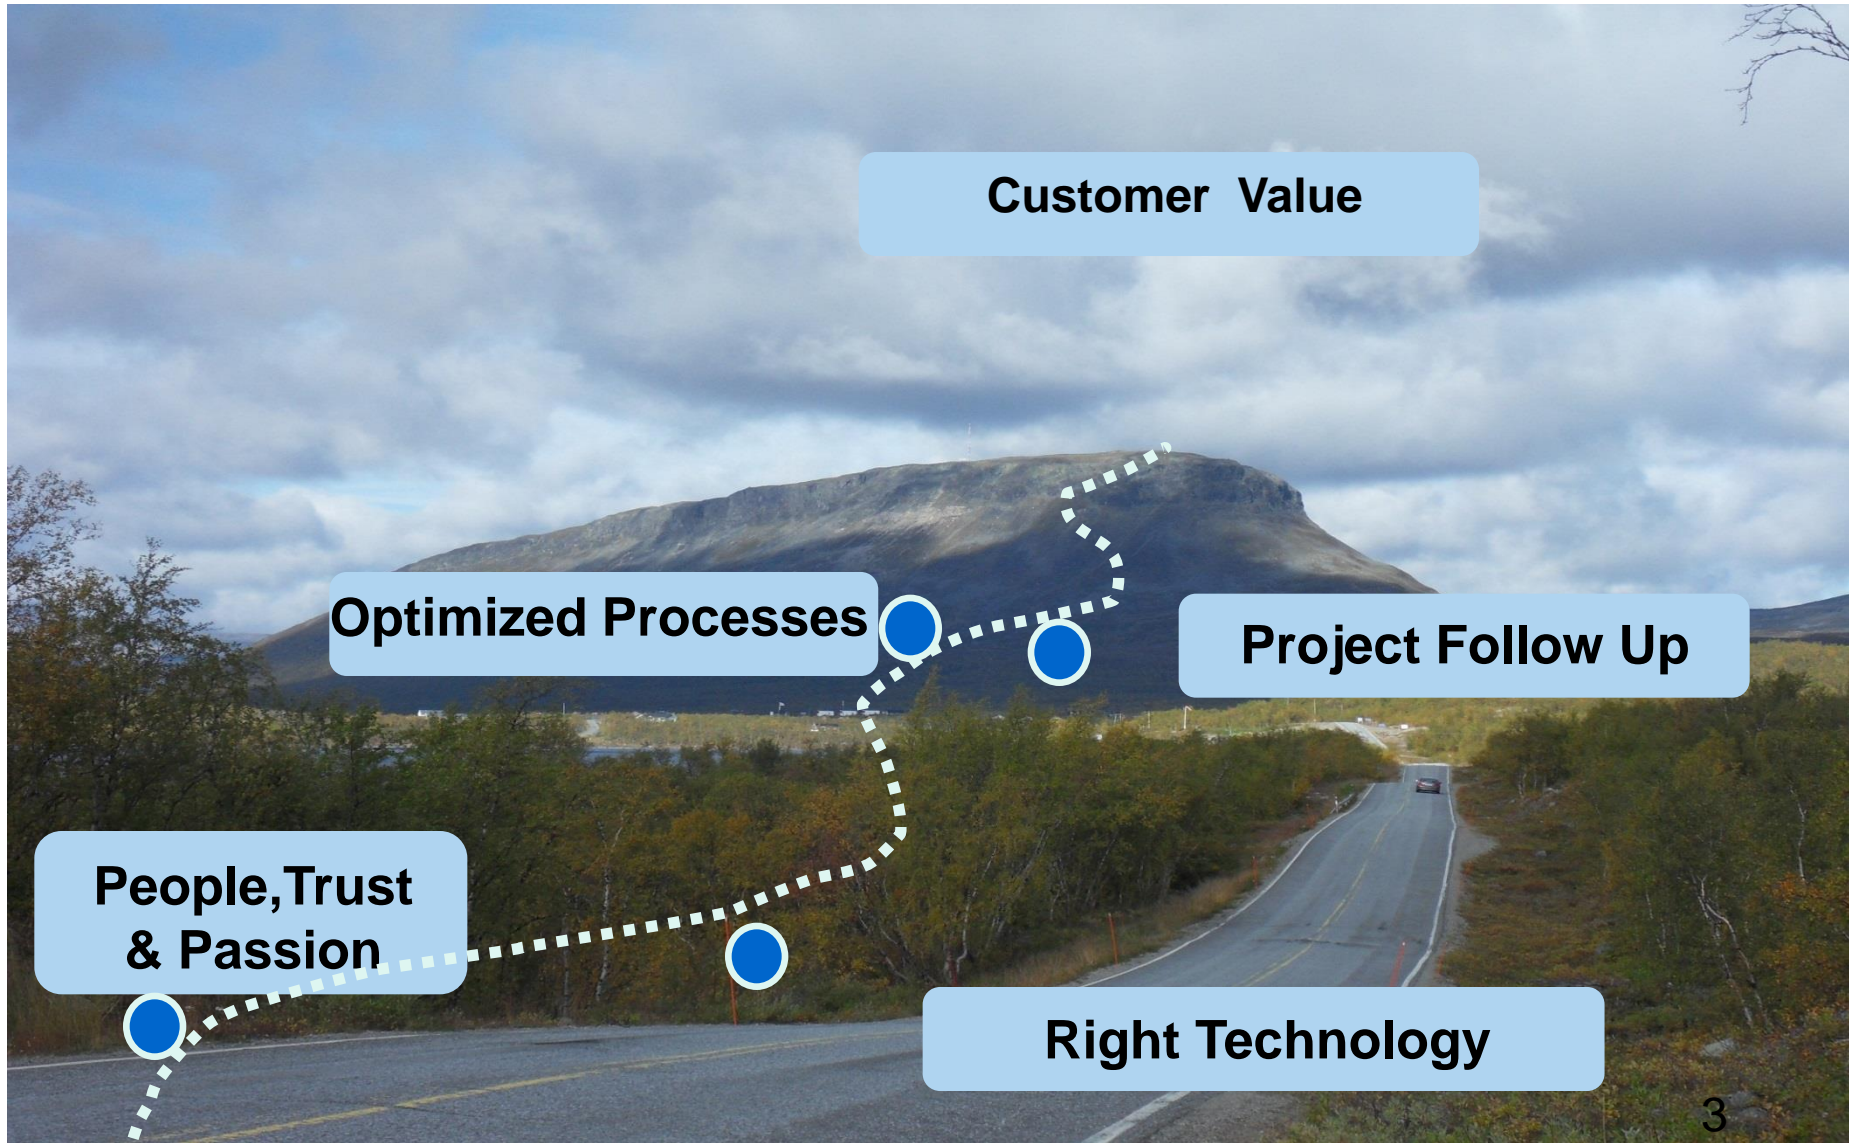 Customer  Value
Optimized Processes
Project Follow Up
People,Trust
& Passion
Right Technology
3